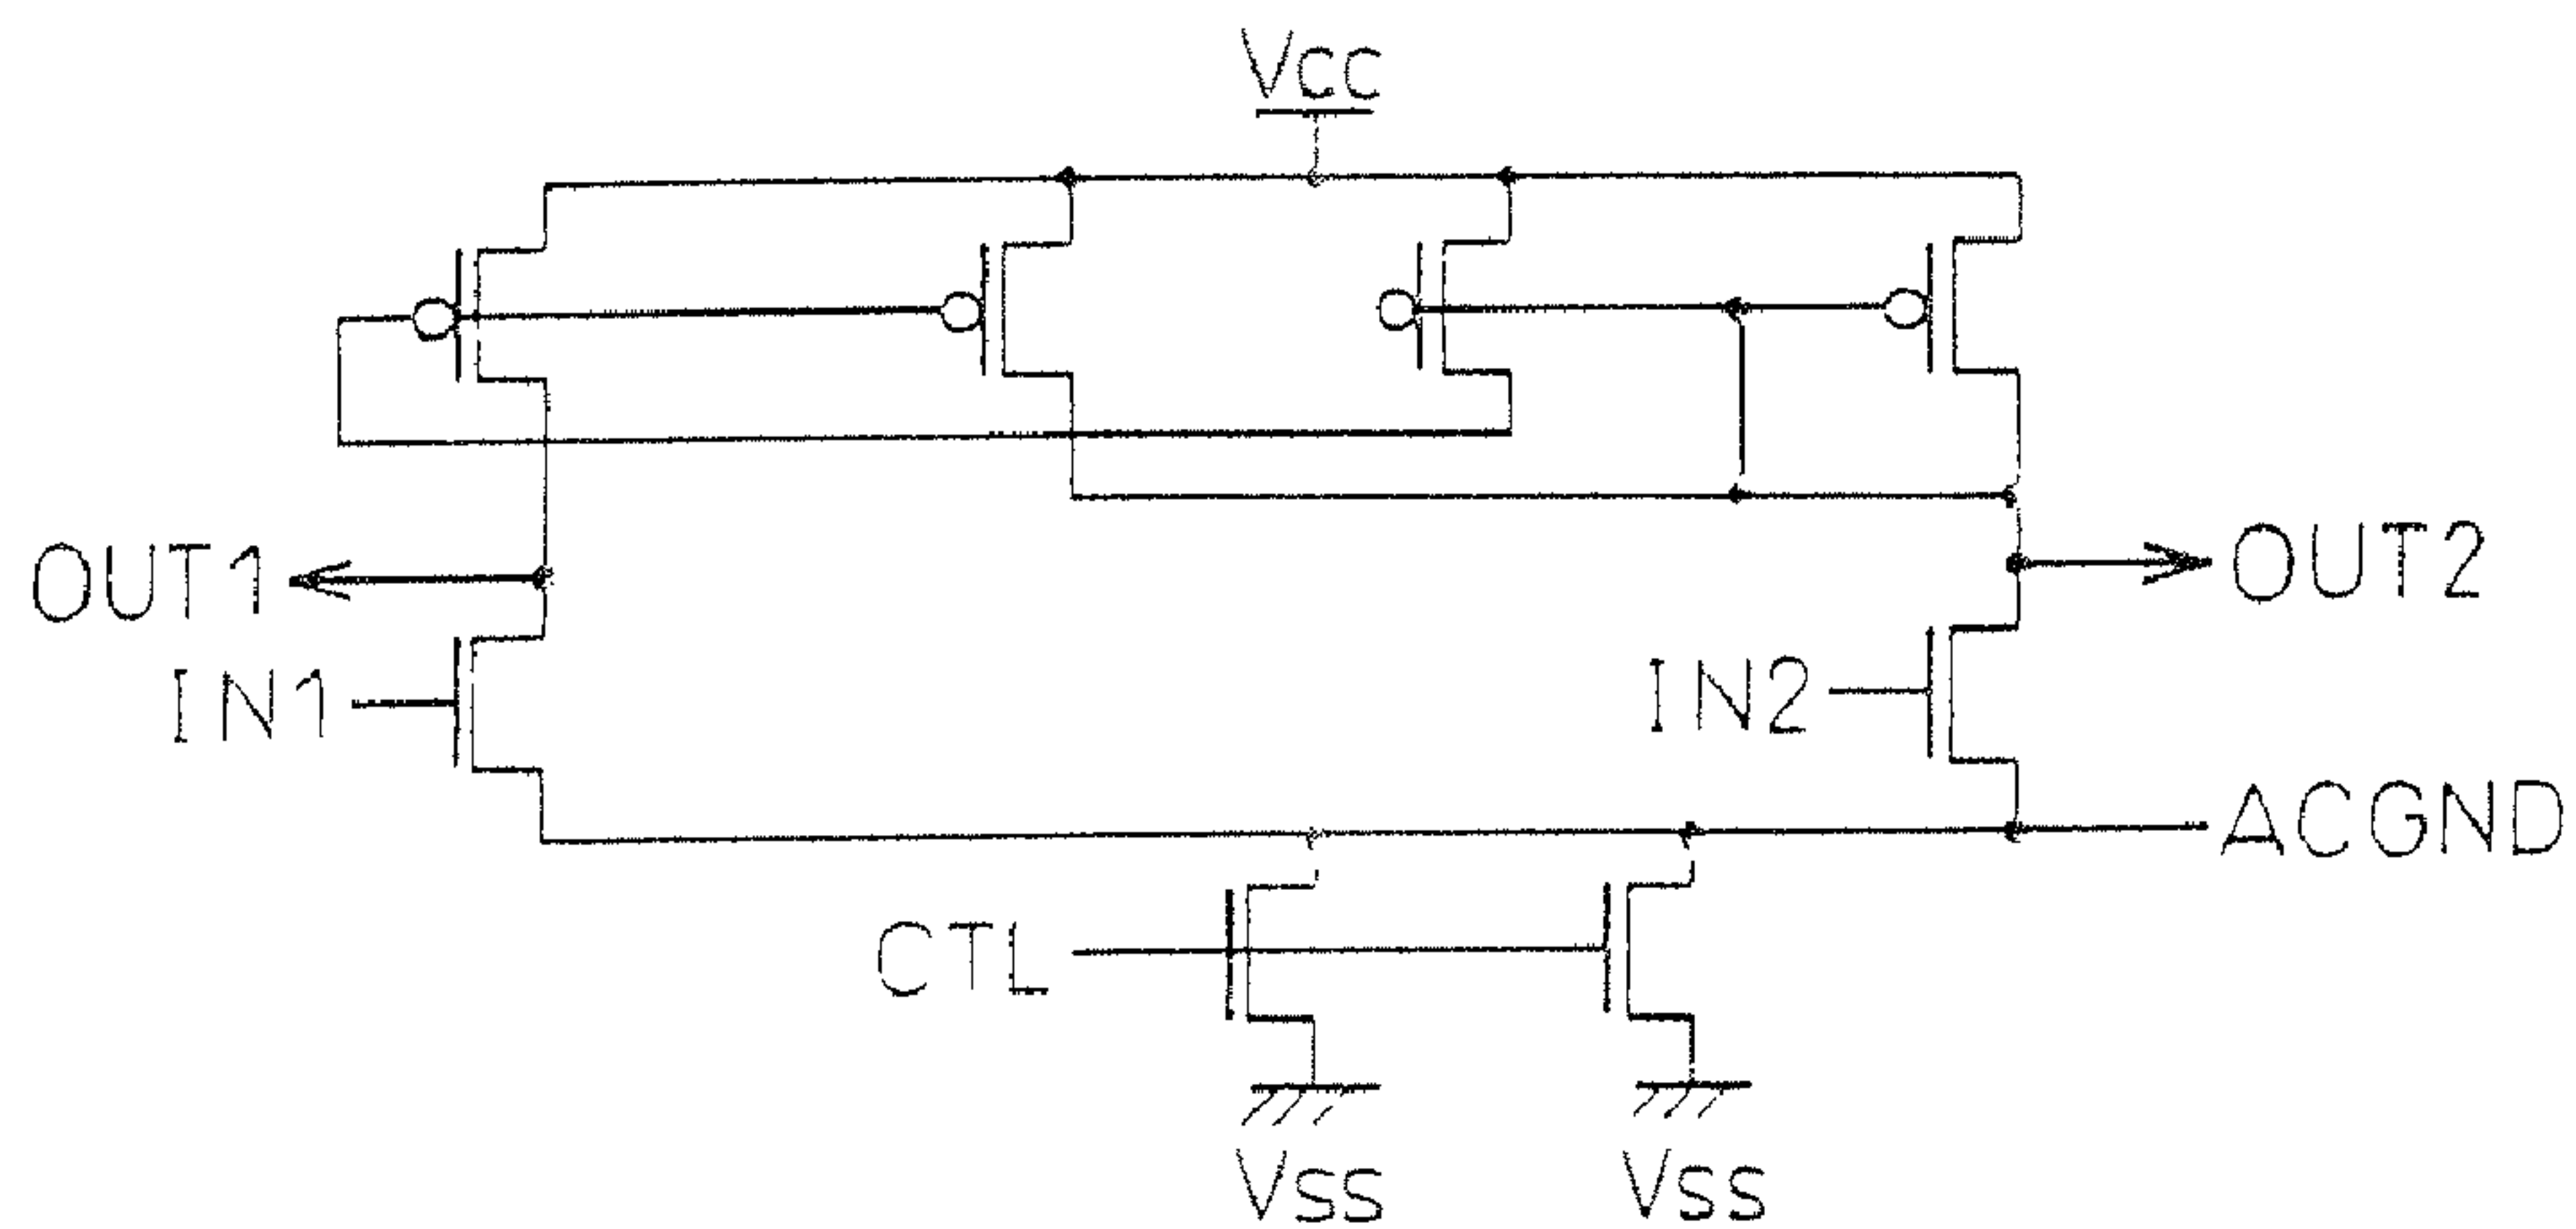 Vcc
OUT1
OUT2
IN1
IN2
ACGND
CTL
Vss
Vss